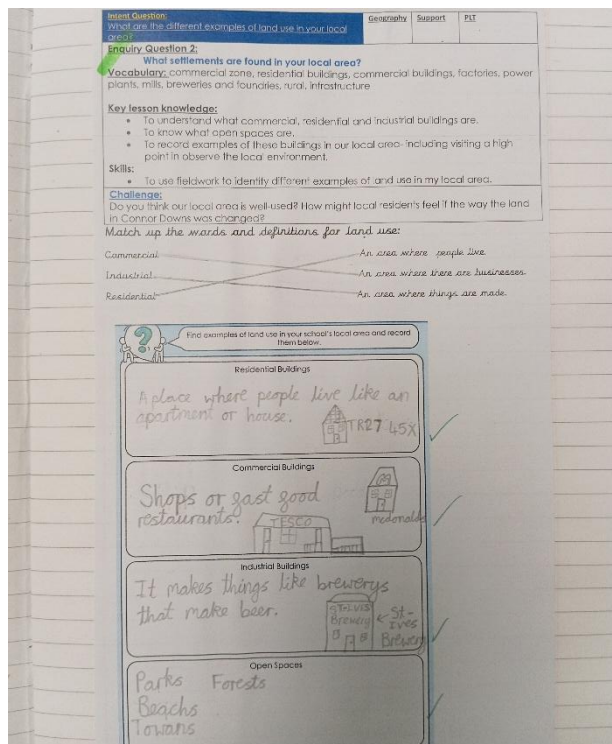 Intent Question:
What are the different examples of land use in your local
area?
Geography
Support
PLT
Enquiry Question 2:
What settlements are found in your local area?
Vocabulary: commercial zone, residential buildings, commercial buildings, factories, power
plants, mills, breweries and foundries, rural, infrastructure
Key lesson knowledge:
• To understand what commercial, residential and industrial buildings are.
• To know what open spaces are.
• To record examples of these buildings in our local area- including visiting a high
point in observe the local environment.
Skills:
• To use fieldwork to identify different examples of land use in my local area.
Challenge:
Do you think our local area is well-used? How might local residents feel if the way the land
in Connor Downs was changed?
Match up the words and definitions for land use:
Commercial
An area where people live.
Industrial
An area where there are businesses.
Residential
An area where things are made.
?
Find examples of land use in your school's local area and record
them below.
Residential Buildings
A place where people live like an
apartment or house.
TR27 45X
Commercial Buildings
Shops or fast food
restaurants.
TESCO
mcdonalds
Industrial Buildings
It makes things like brewerys
that make beer.
St-Ives
Brewery
St-
Ives
Brewery
Open Spaces
Parks Forests
Beachs
Towans